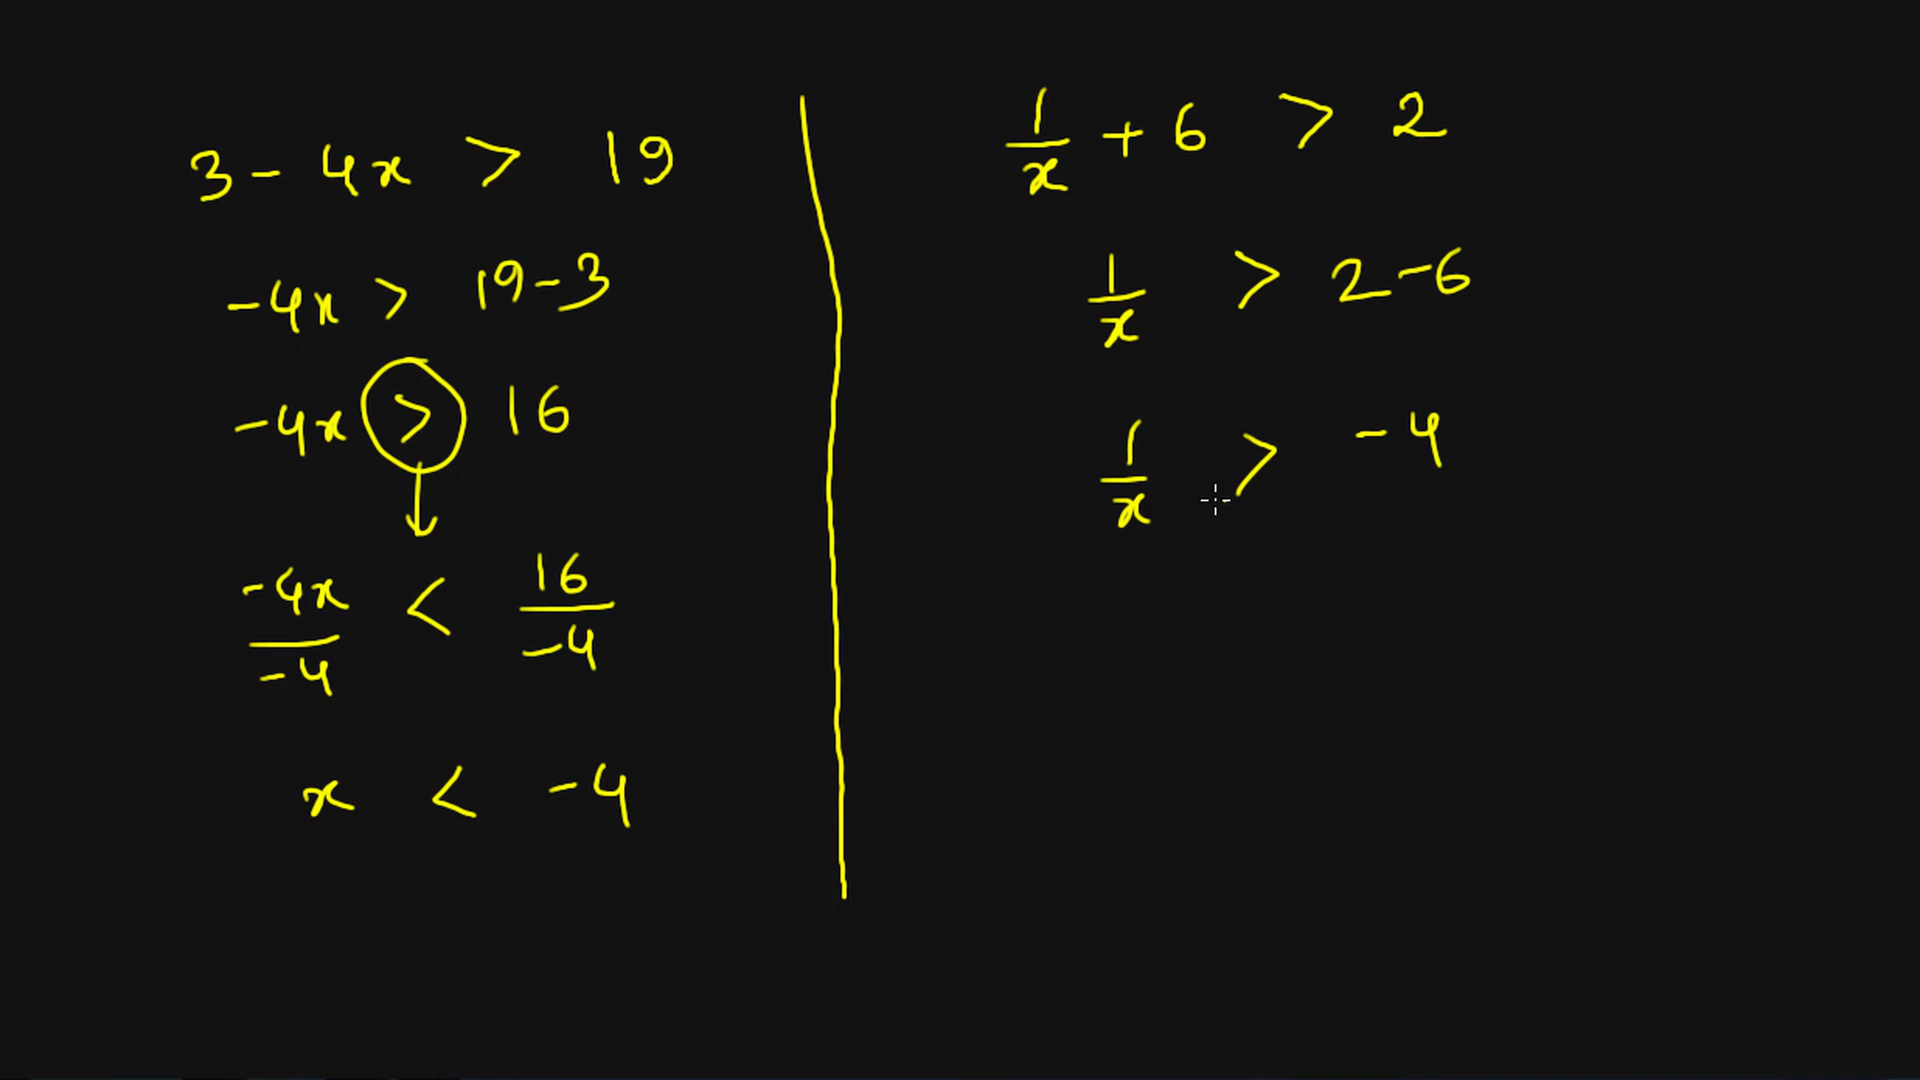 3 - 4x > 19
-4x > 19-3
-4x > 16
-4x/-4 < 16/-4
x < -4
1/x + 6 > 2
1/x > 2-6
1/x > -4